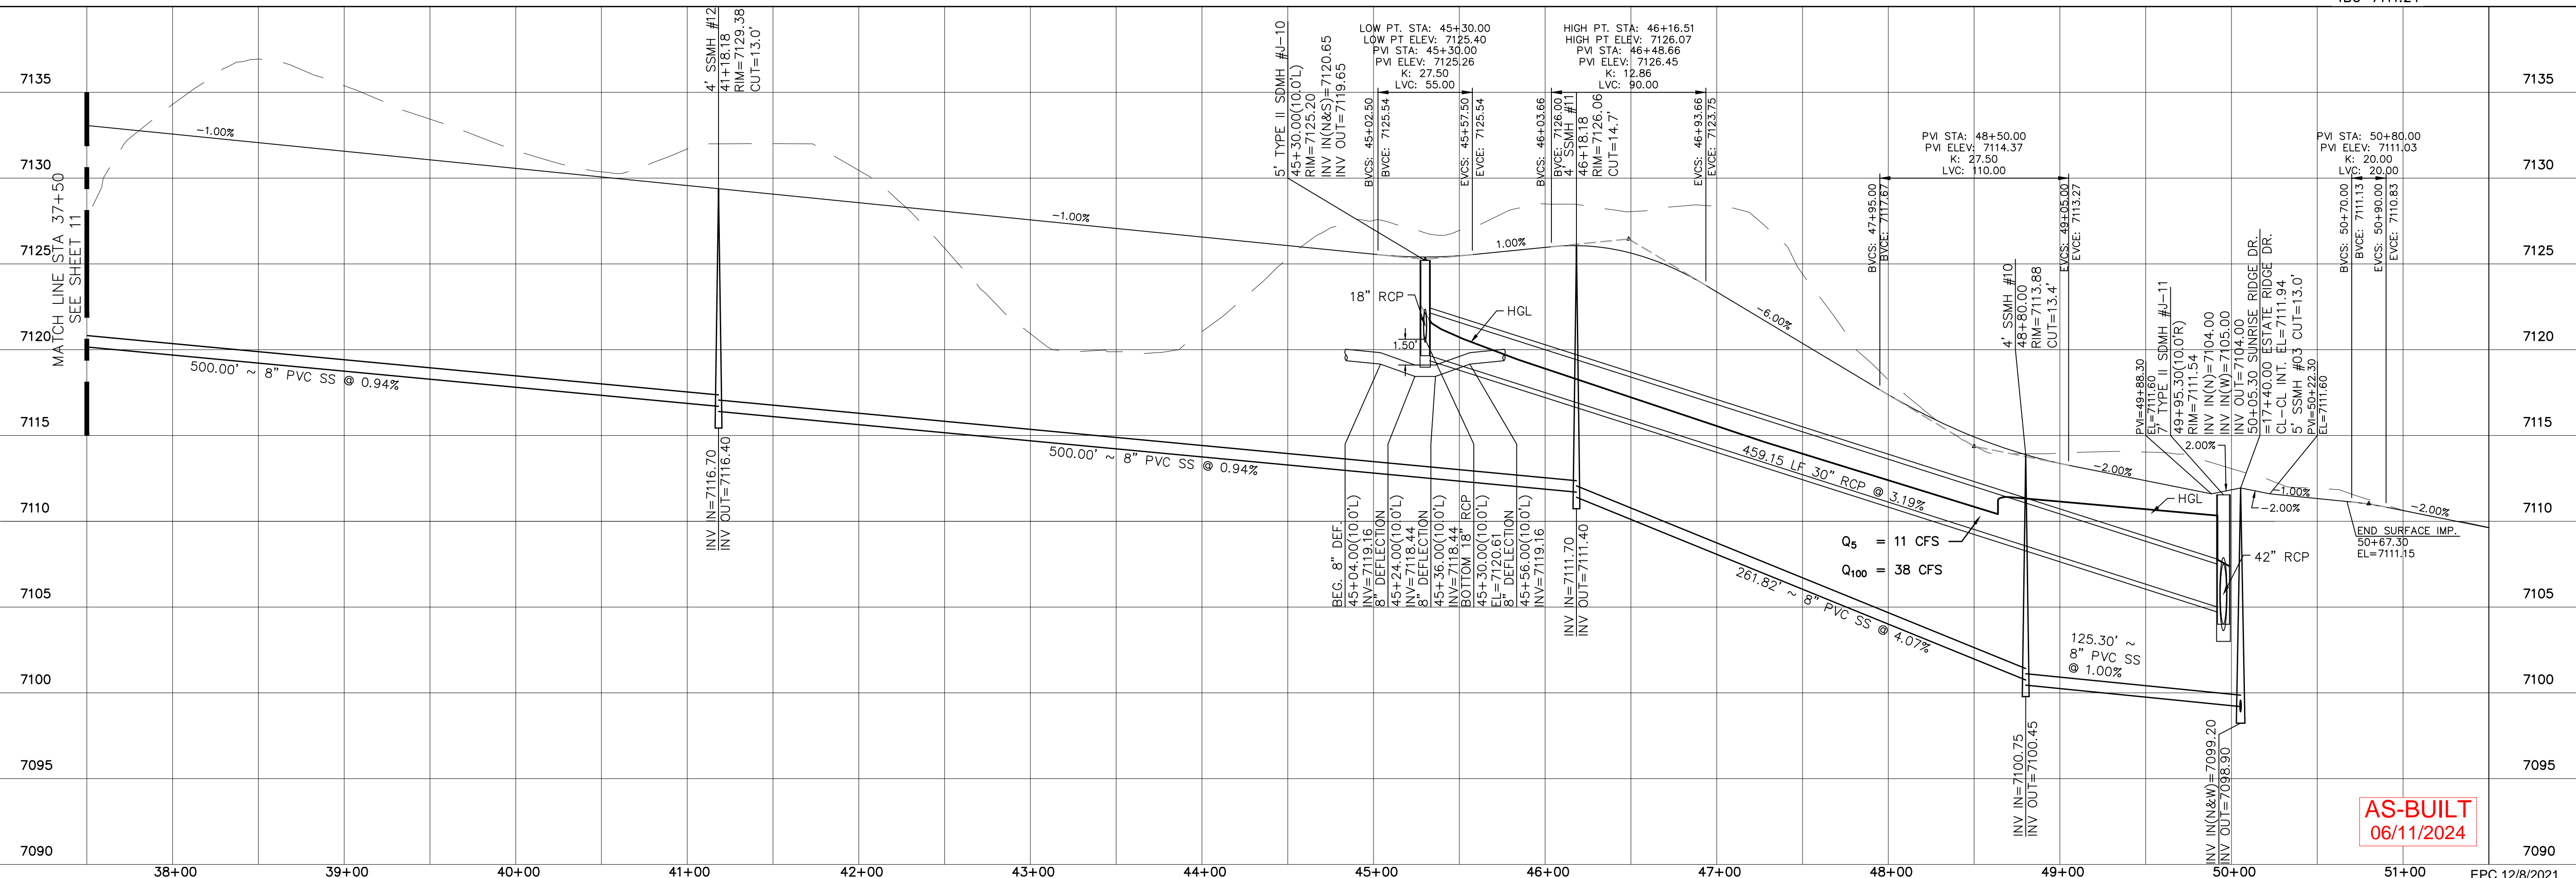 7135
7130
7125
7120
7115
7110
7105
7100
7095
7090
MATCH LINE STA 37+50
SEE SHEET 11
-1.00%
500.00' ~ 8" PVC SS @ 0.94%
4' SSMH #12
41+18.18
RIM=7129.38
CUT=13.0'
INV IN=7116.70
INV OUT=7116.40
-1.00%
500.00' ~ 8" PVC SS @ 0.94%
5' TYPE II SDMH #J-10
45+30.00(10.0'L)
RIM=7125.20
INV IN(N&S)=7120.65
INV OUT=7119.65
LOW PT. STA: 45+30.00
LOW PT ELEV: 7125.40
PVI STA: 45+30.00
PVI ELEV: 7125.26
K: 27.50
LVC: 55.00
BVCS: 45+02.50
BVCE: 7125.54
EVCS: 45+57.50
EVCE: 7125.54
18" RCP
1.50'
HGL
1.00%
BEG. 8" DEF.
45+04.00(10.0'L)
INV=7119.16
8" DEFLECTION
45+24.00(10.0'L)
INV=7118.44
8" DEFLECTION
45+36.00(10.0'L)
INV=7118.44
BOTTOM 18" RCP
45+30.00(10.0'L)
EL=7120.61
8" DEFLECTION
45+56.00(10.0'L)
INV=7119.16
HIGH PT. STA: 46+16.51
HIGH PT ELEV: 7126.07
PVI STA: 46+48.66
PVI ELEV: 7126.45
K: 12.86
LVC: 90.00
BVCS: 46+03.66
BVCE: 7126.00
4' SSMH #11
46+18.18
RIM=7126.06
CUT=14.7'
EVCS: 46+93.66
EVCE: 7123.75
INV IN=7111.70
INV OUT=7111.40
-6.00%
459.15 LF 30" RCP @ 3.19%
261.82' ~ 8" PVC SS @ 4.07%
Q5 = 11 CFS
Q100 = 38 CFS
PVI STA: 48+50.00
PVI ELEV: 7114.37
K: 27.50
LVC: 110.00
BVCS: 47+95.00
BVCE: 7117.67
EVCS: 49+05.00
EVCE: 7113.27
4' SSMH #10
48+80.00
RIM=7113.88
CUT=13.4'
INV IN=7100.75
INV OUT=7100.45
-2.00%
HGL
125.30' ~
8" PVC SS
@ 1.00%
PVI=49+88.30
EL=7111.60
7' TYPE II SDMH #J-11
49+95.30(10.0'R)
RIM=7111.54
INV IN(N)=7104.00
INV IN(W)=7105.00
INV OUT=7104.00
50+05.30 SUNRISE RIDGE DR.
=17+40.00 ESTATE RIDGE DR.
CL-CL INT. EL=7111.94
5' SSMH #03 CUT=13.0'
PVI=50+22.30
EL=7111.60
2.00%
-2.00%
-1.00%
42" RCP
INV IN(N&W)=7099.20
INV OUT=7098.90
PVI STA: 50+80.00
PVI ELEV: 7111.03
K: 20.00
LVC: 20.00
BVCS: 50+70.00
BVCE: 7111.13
EVCS: 50+90.00
EVCE: 7110.83
-2.00%
END SURFACE IMP.
50+67.30
EL=7111.15
7135
7130
7125
7120
7115
7110
7105
7100
7095
7090
AS-BUILT
06/11/2024
38+00 39+00 40+00 41+00 42+00 43+00 44+00 45+00 46+00 47+00 48+00 49+00 50+00 51+00
EPC 12/8/2021